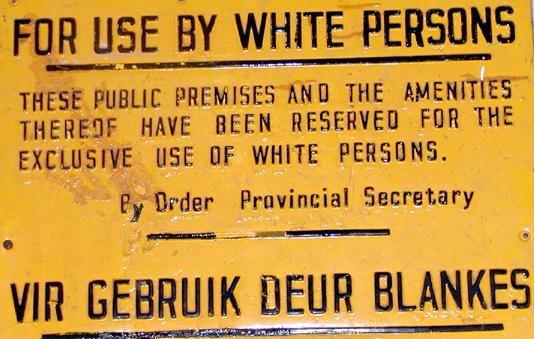 FOR USE BY WHITE PERSONS
THESE PUBLIC PREMISES AND THE AMENITIES
THEREOF HAVE BEEN RESERVED FOR THE
EXCLUSIVE USE OF WHITE PERSONS.
By Order Provincial Secretary
VIR GEBRUIK DEUR BLANKES